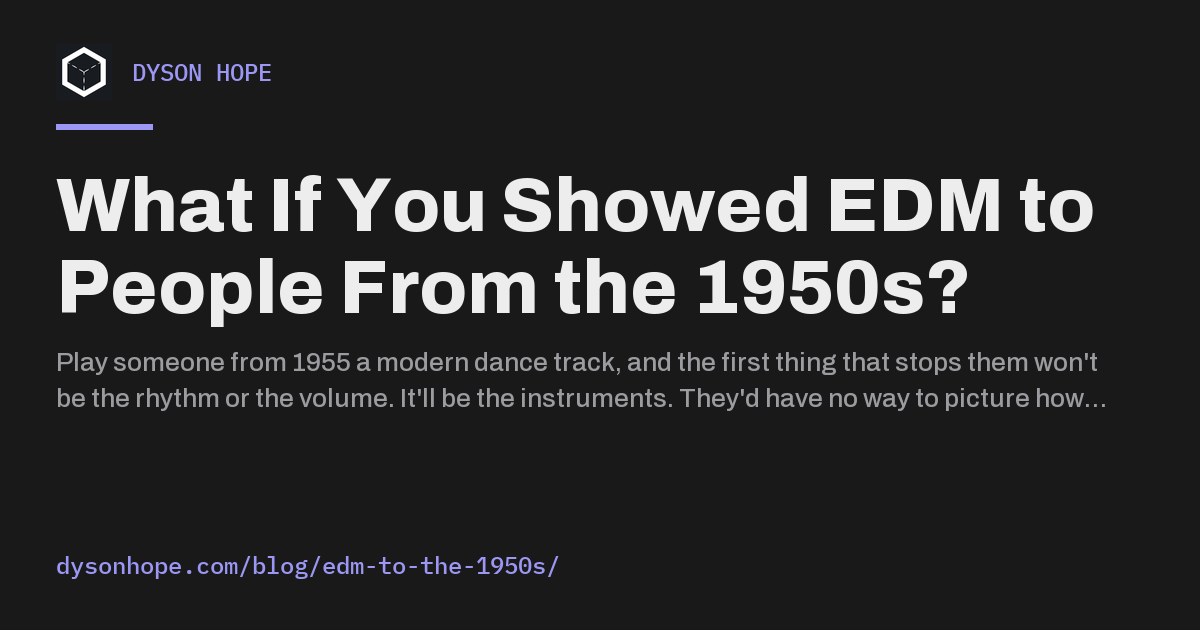 DYSON HOPE
What If You Showed EDM to
People From the 1950s?
Play someone from 1955 a modern dance track, and the first thing that stops them won't
be the rhythm or the volume. It'll be the instruments. They'd have no way to picture how...
dysonhope.com/blog/edm-to-the-1950s/